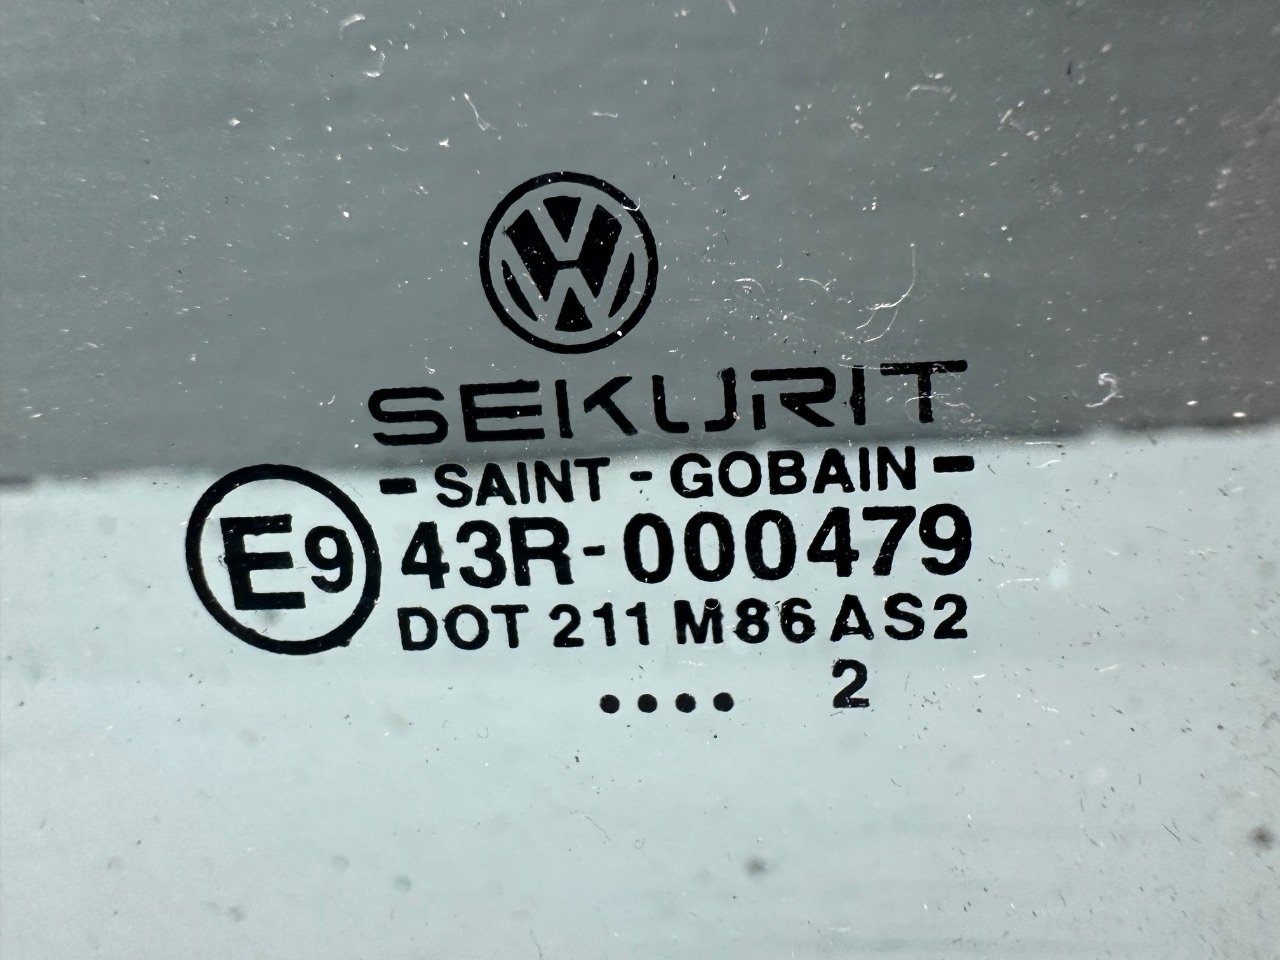 SEKURIT
- SAINT - GOBAIN -
E9 43R-000479
DOT 211 M86 AS2
.... 2